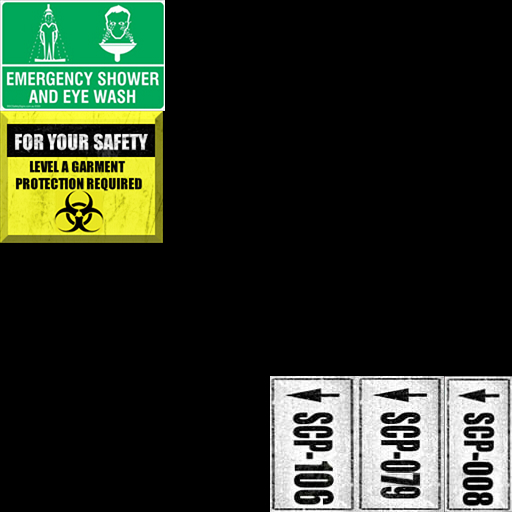 EMERGENCY SHOWER
AND EYE WASH
FOR YOUR SAFETY
LEVEL A GARMENT
PROTECTION REQUIRED
SCP-106
SCP-079
SCP-008